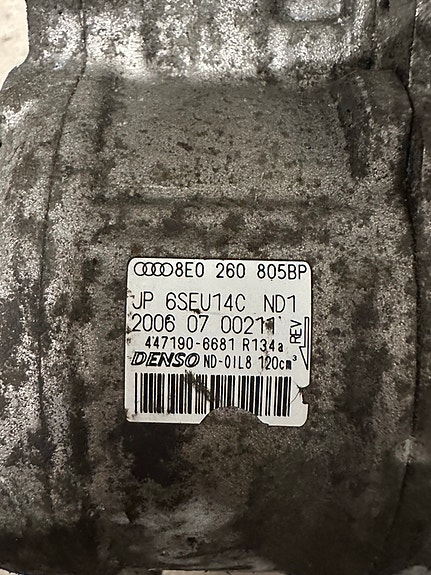 8E0 260 805BP
JP 6SEU14C ND1
2006 07 00211
447190-6681 R134a
DENSO ND-OIL8 120cm³
REV